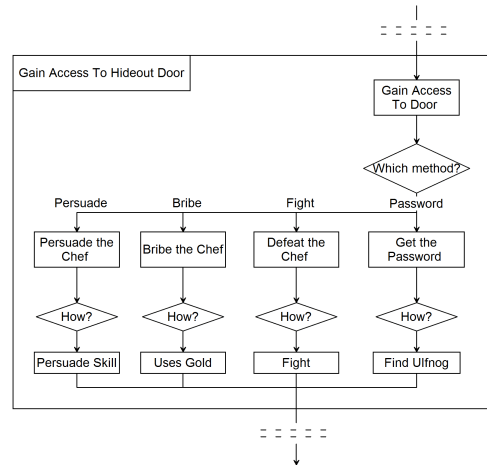 Gain Access To Hideout Door
Gain Access
To Door
Which method?
Persuade
Bribe
Fight
Password
Persuade the
Chef
Bribe the Chef
Defeat the
Chef
Get the
Password
How?
How?
How?
How?
Persuade Skill
Uses Gold
Fight
Find Ulfnog